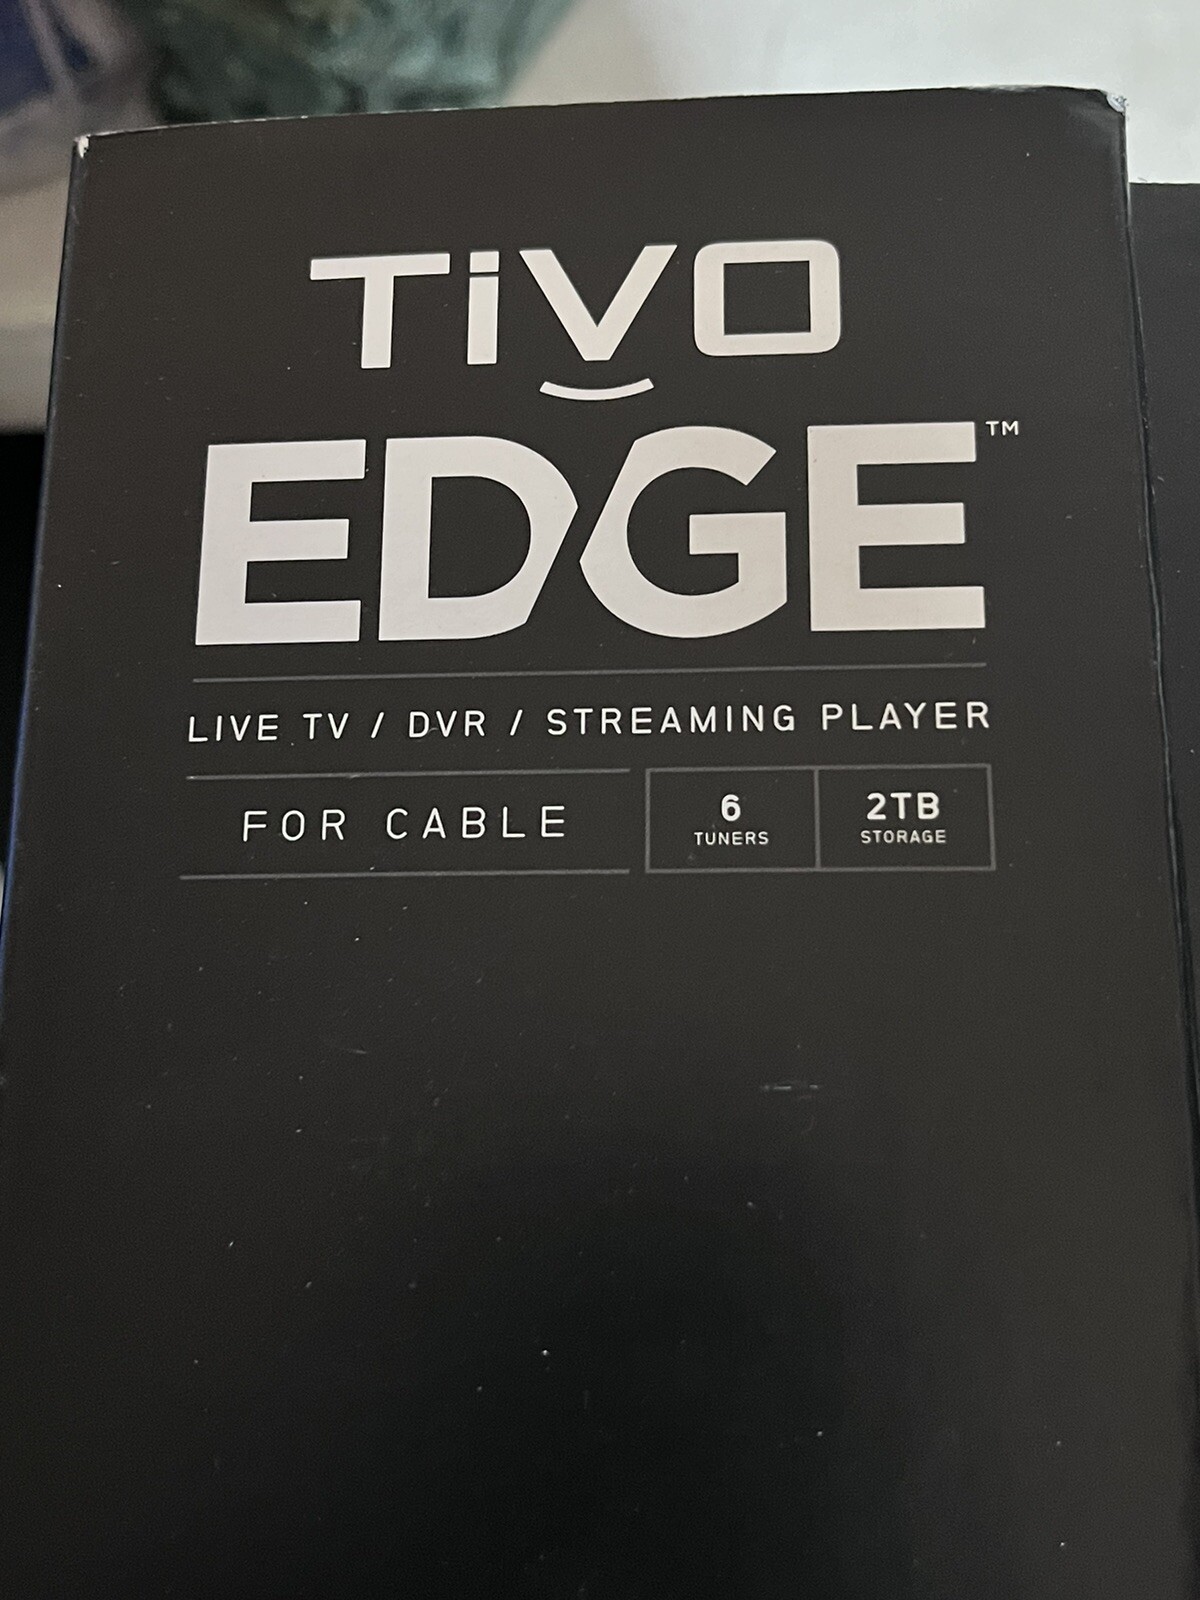 TiVO
EDGE™
LIVE TV / DVR / STREAMING PLAYER
FOR CABLE
6
TUNERS
2TB
STORAGE